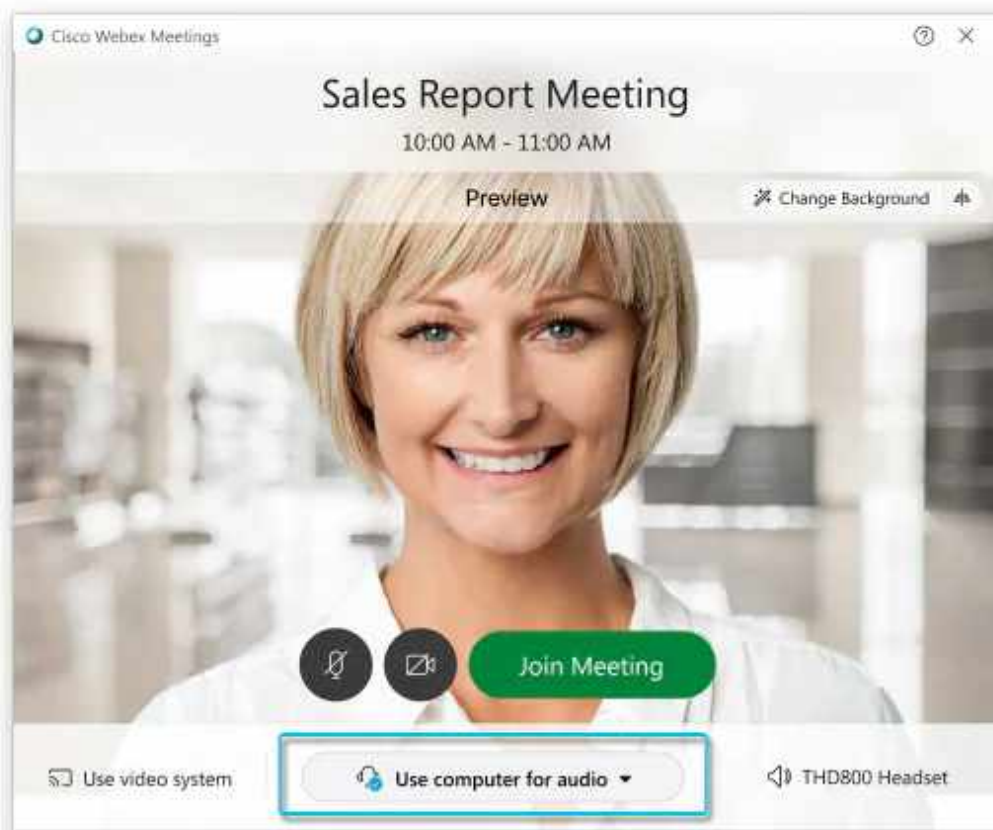 Cisco Webex Meetings
Sales Report Meeting
10:00 AM - 11:00 AM
Preview
Change Background
Join Meeting
Use video system
Use computer for audio
THD800 Headset